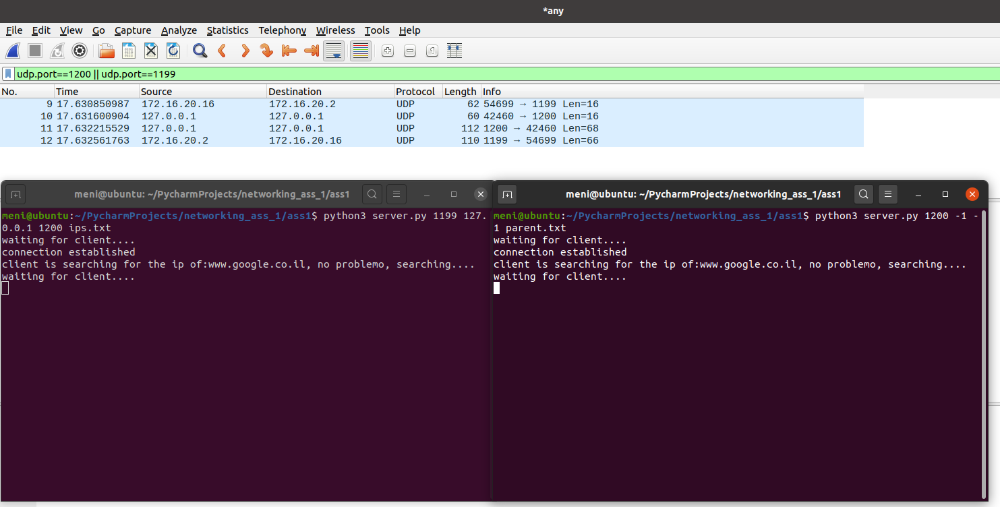 *any
File Edit View Go Capture Analyze Statistics Telephony Wireless Tools Help
udp.port==1200 || udp.port==1199
No. Time Source Destination Protocol Length Info
9 17.630850987 172.16.20.16 172.16.20.2 UDP 62 54699 → 1199 Len=16
10 17.631600904 127.0.0.1 127.0.0.1 UDP 60 42460 → 1200 Len=16
11 17.632215529 127.0.0.1 127.0.0.1 UDP 112 1200 → 42460 Len=68
12 17.632561763 172.16.20.2 172.16.20.16 UDP 110 1199 → 54699 Len=66
meni@ubuntu: ~/PycharmProjects/networking_ass_1/ass1
meni@ubuntu:~/PycharmProjects/networking_ass_1/ass1$ python3 server.py 1199 127.
0.0.1 1200 ips.txt
waiting for client....
connection established
client is searching for the ip of:www.google.co.il, no problemo, searching....
waiting for client....
meni@ubuntu: ~/PycharmProjects/networking_ass_1/ass1
meni@ubuntu:~/PycharmProjects/networking_ass_1/ass1$ python3 server.py 1200 -1 -
1 parent.txt
waiting for client....
connection established
client is searching for the ip of:www.google.co.il, no problemo, searching....
waiting for client....